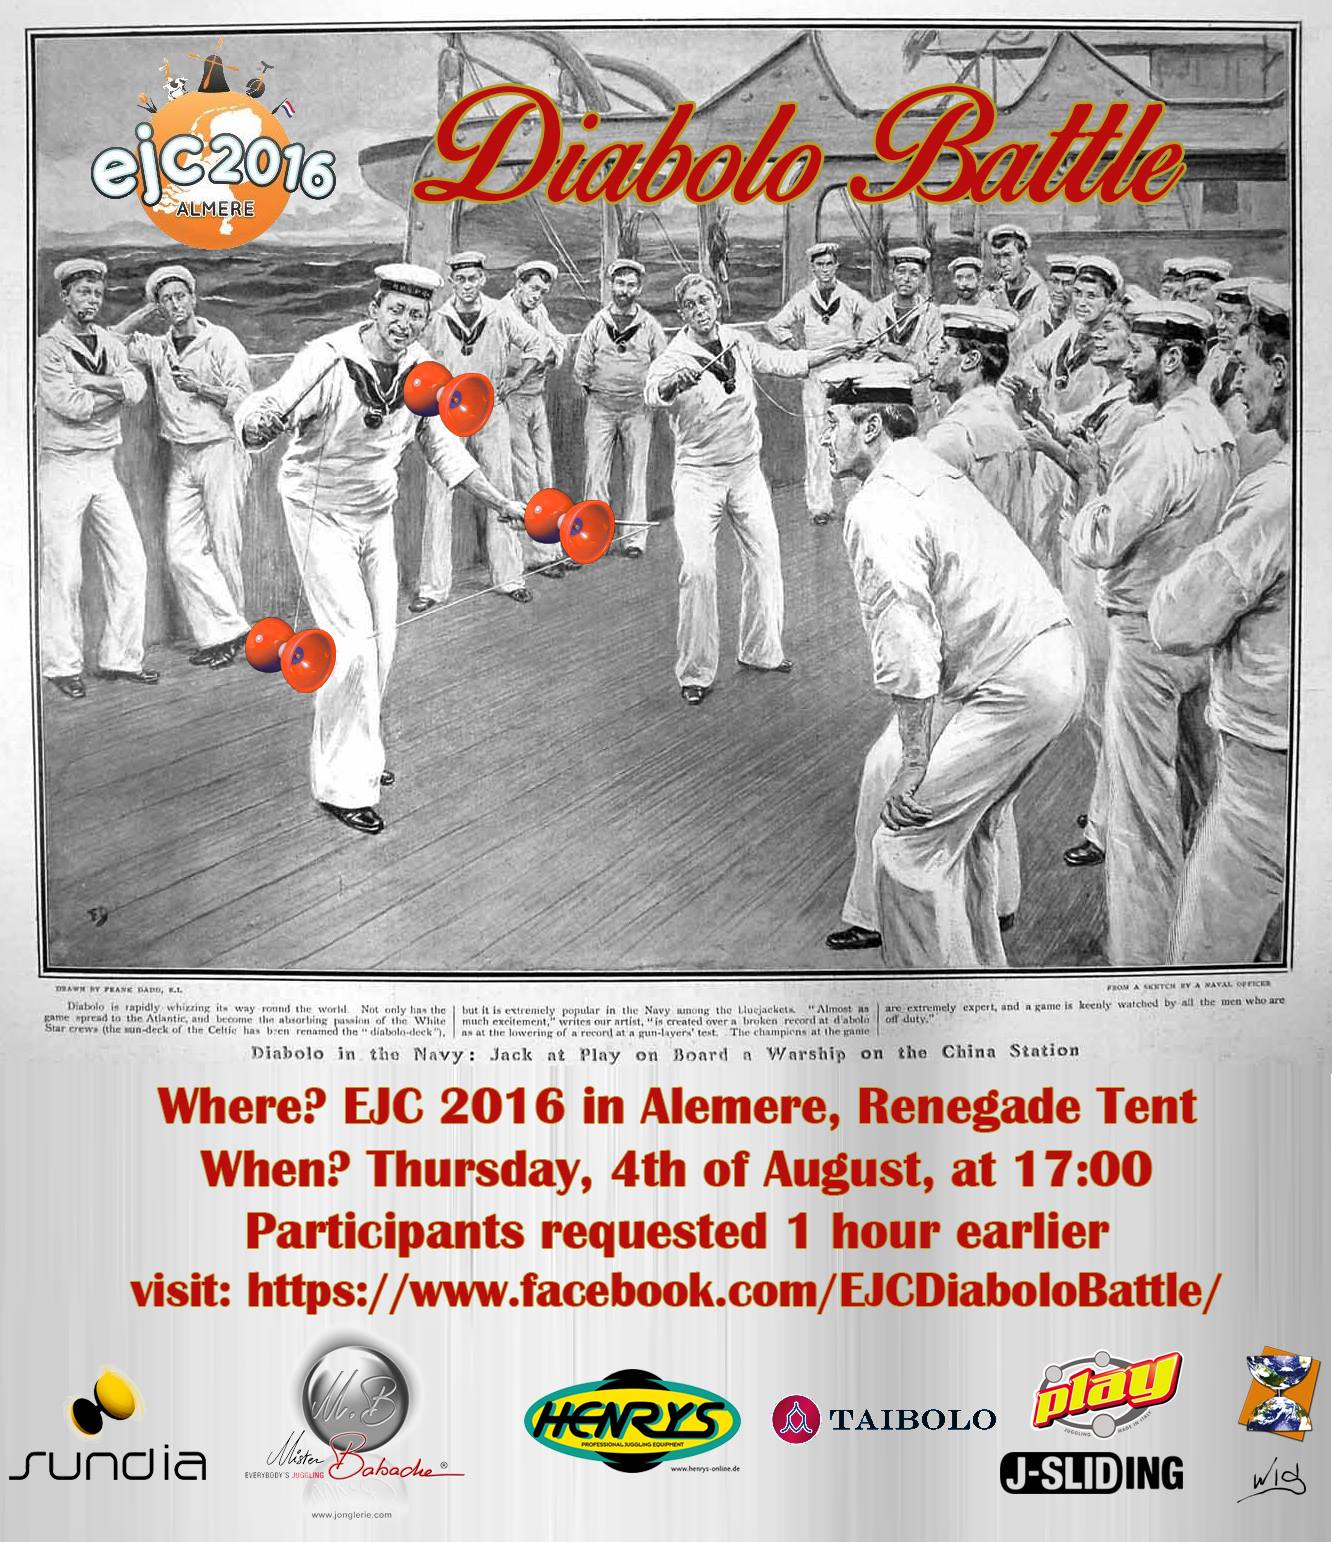 ejc2016
ALMERE
Diabolo Battle
DRAWN BY FRANK DADD, R.I.
FROM A SKETCH BY A NAVAL OFFICER
Diabolo is rapidly whizzing its way round the world. Not only has the
game spread to the Atlantic, and become the absorbing passion of the White
Star crews (the sun-deck of the Celtic has been renamed the "diabolo-deck"),
but it is extremely popular in the Navy among the bluejackets. "Almost as
much excitement," writes our artist, "is created over a broken record at diabolo
as at the lowering of a record at a gun-layers' test. The champions at the game
are extremely expert, and a game is keenly watched by all the men who are
off duty."
Diabolo in the Navy: Jack at Play on Board a Warship on the China Station
Where? EJC 2016 in Alemere, Renegade Tent
When? Thursday, 4th of August, at 17:00
Participants requested 1 hour earlier
visit: https://www.facebook.com/EJCDiaboloBattle/
sundia
M.B
Mister Babache®
EVERYBODY'S JUGGLING
www.jonglerie.com
HENRYS
PROFESSIONAL JUGGLING EQUIPMENT
www.henrys-online.de
TAIBOLO
play
JUGGLING MADE IN ITALY
J-SLIDING